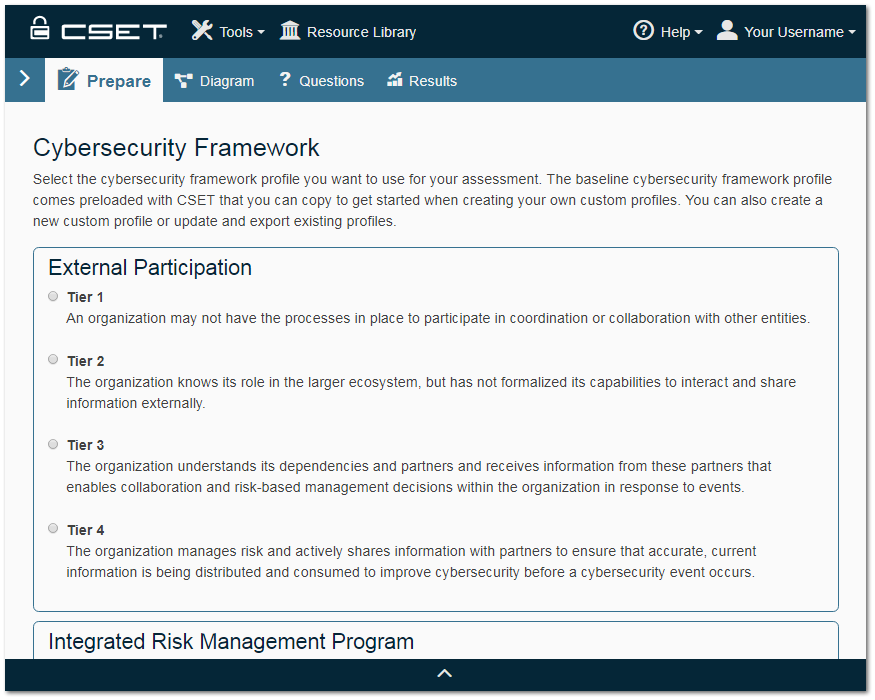 CSET Tools Resource Library Help Your Username
Prepare Diagram ? Questions Results
Cybersecurity Framework
Select the cybersecurity framework profile you want to use for your assessment. The baseline cybersecurity framework profile
comes preloaded with CSET that you can copy to get started when creating your own custom profiles. You can also create a
new custom profile or update and export existing profiles.
External Participation
Tier 1
An organization may not have the processes in place to participate in coordination or collaboration with other entities.
Tier 2
The organization knows its role in the larger ecosystem, but has not formalized its capabilities to interact and share
information externally.
Tier 3
The organization understands its dependencies and partners and receives information from these partners that
enables collaboration and risk-based management decisions within the organization in response to events.
Tier 4
The organization manages risk and actively shares information with partners to ensure that accurate, current
information is being distributed and consumed to improve cybersecurity before a cybersecurity event occurs.
Integrated Risk Management Program